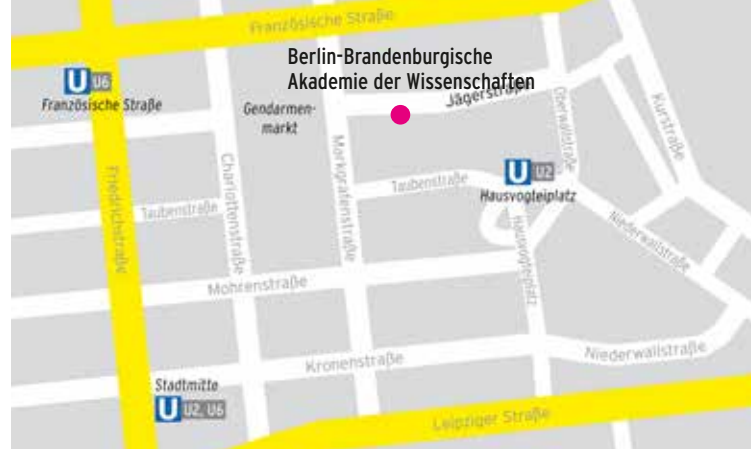 Französische Straße
Berlin-Brandenburgische
Akademie der Wissenschaften
U U6
Französische Straße
Gendarmen-
markt
Jägerstraße
Oberwallstraße
Kurstraße
Friedrichstraße
Charlottenstraße
Markgrafenstraße
Taubenstraße
Taubenstraße
U U2
Hausvogteiplatz
Hausvogteiplatz
Niederwallstraße
Mohrenstraße
Kronenstraße
Niederwallstraße
Stadtmitte
U U2, U6
Leipziger Straße